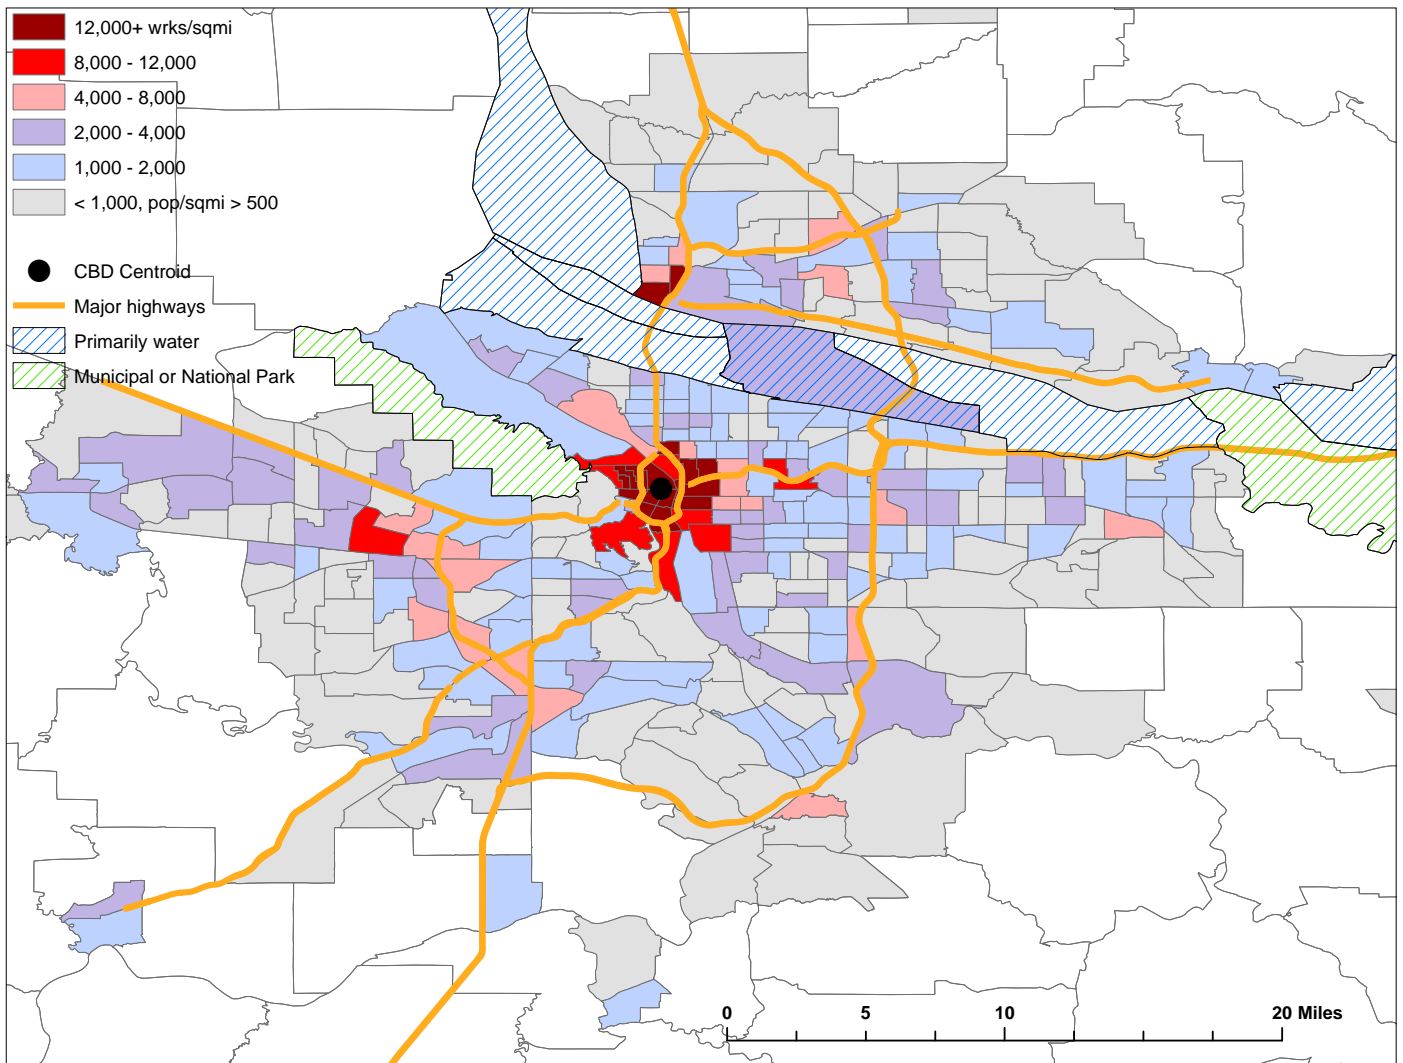 12,000+ wrks/sqmi
8,000 - 12,000
4,000 - 8,000
2,000 - 4,000
1,000 - 2,000
< 1,000, pop/sqmi > 500
CBD Centroid
Major highways
Primarily water
Municipal or National Park
0 5 10 20 Miles